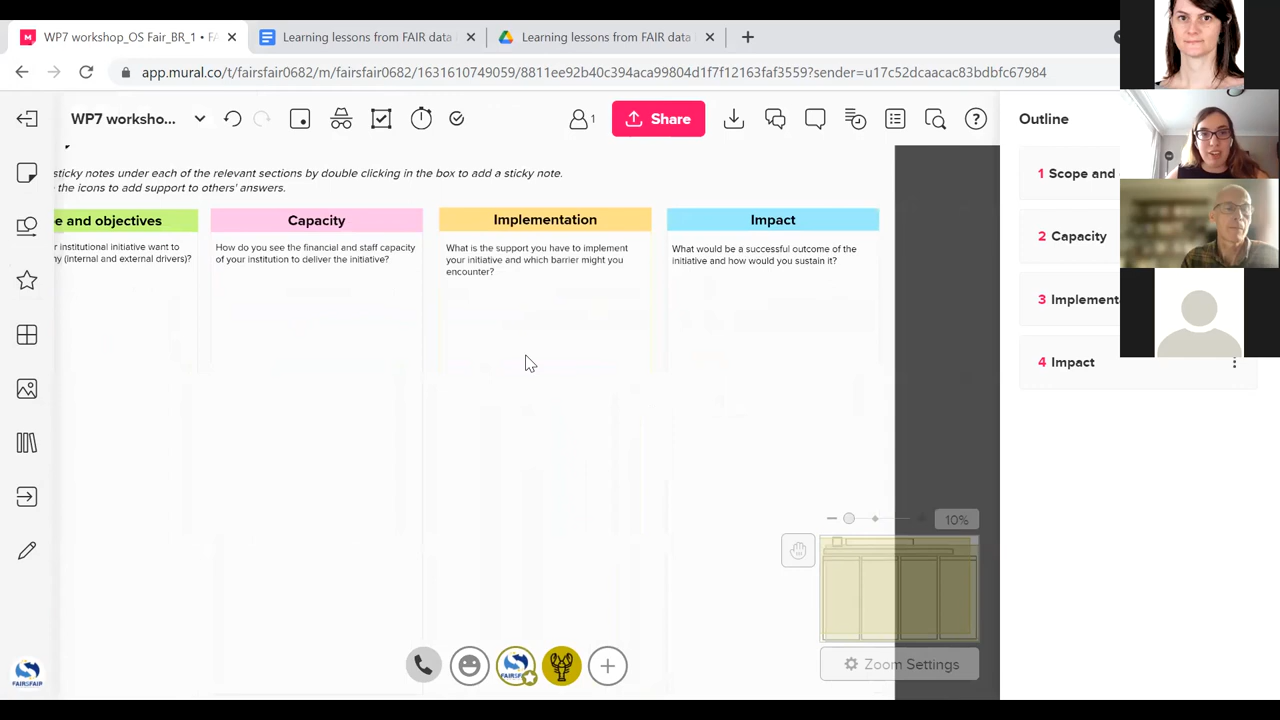 WP7 workshop_OS Fair_BR_1 • FA
Learning lessons from FAIR data
Learning lessons from FAIR data
app.mural.co/t/fairsfair0682/m/fairsfair0682/1631610749059/8811ee92b40c394aca99804d1f7f12163faf3559?sender=u17c52dcaacac83bdbfc67984
WP7 worksho...
1
Share
Outline
sticky notes under each of the relevant sections by double clicking in the box to add a sticky note.
the icons to add support to others' answers.
1 Scope and
2 Capacity
3 Implement
4 Impact
e and objectives
Capacity
Implementation
Impact
r institutional initiative want to
ny (internal and external drivers)?
How do you see the financial and staff capacity
of your institution to deliver the initiative?
What is the support you have to implement
your initiative and which barrier might you
encounter?
What would be a successful outcome of the
initiative and how would you sustain it?
10%
Zoom Settings
FAIRSFAIR
FAIRSFAIR